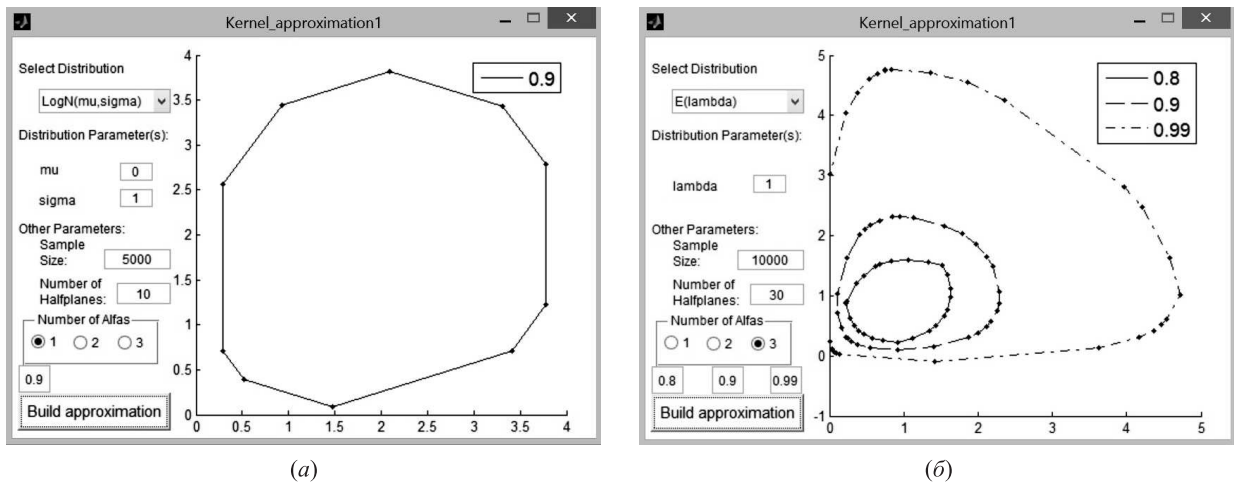 Kernel_approximation1
Select Distribution
LogN(mu,sigma)
Distribution Parameter(s):
mu
0
sigma
1
Other Parameters:
Sample
Size:
5000
Number of
Halfplanes:
10
Number of Alfas
1 2 3
0.9
Build approximation
0.9
4
3.5
3
2.5
2
1.5
1
0.5
0
0 0.5 1 1.5 2 2.5 3 3.5 4
(а)
Kernel_approximation1
Select Distribution
E(lambda)
Distribution Parameter(s):
lambda
1
Other Parameters:
Sample
Size:
10000
Number of
Halfplanes:
30
Number of Alfas
1 2 3
0.8 0.9 0.99
Build approximation
0.8
0.9
0.99
5
4
3
2
1
0
-1
0 1 2 3 4 5
(б)